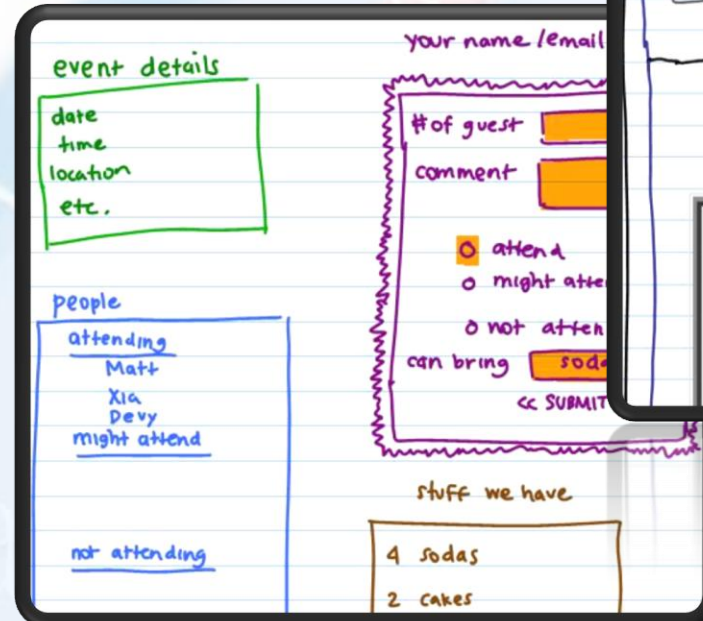 event details
date
time
location
etc.
people
attending
Matt
Xia
Devy
might attend
not attending
your name /email
# of guest
comment
attend
might atte
not atten
can bring
sod
<< SUBMIT
stuff we have
4 sodas
2 cakes